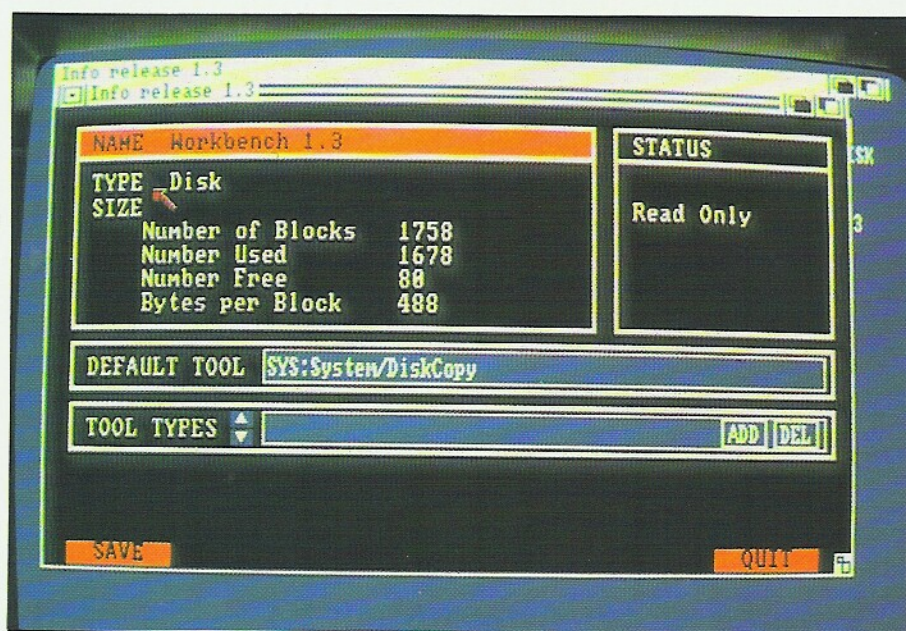 Info release 1.3
Info release 1.3
NAME Workbench 1.3
STATUS
TYPE Disk
SIZE
Read Only
Number of Blocks 1758
Number Used 1678
Number Free 80
Bytes per Block 488
DEFAULT TOOL SYS:System/DiskCopy
TOOL TYPES ADD DEL
SAVE
QUIT
ISK
3